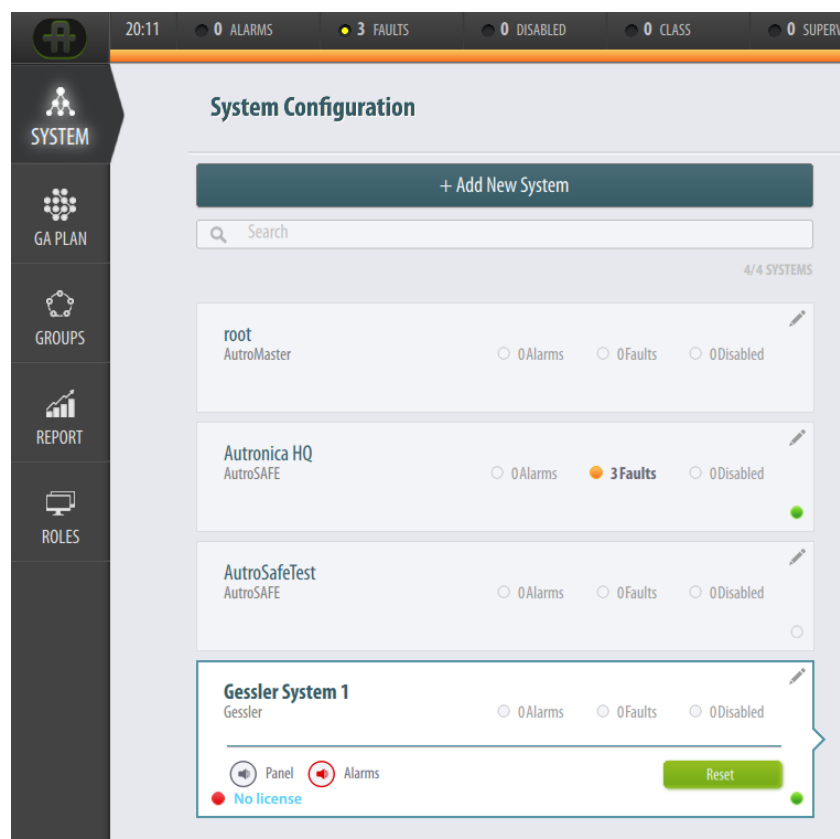 20:11 0 ALARMS 3 FAULTS 0 DISABLED 0 CLASS 0 SUPERV
SYSTEM
System Configuration
+ Add New System
GA PLAN
Search
4/4 SYSTEMS
GROUPS
root
AutroMaster 0 Alarms 0 Faults 0 Disabled
REPORT
Autronica HQ
AutroSAFE 0 Alarms 3 Faults 0 Disabled
ROLES
AutroSafeTest
AutroSAFE 0 Alarms 0 Faults 0 Disabled
Gessler System 1
Gessler 0 Alarms 0 Faults 0 Disabled
Panel Alarms Reset
No license